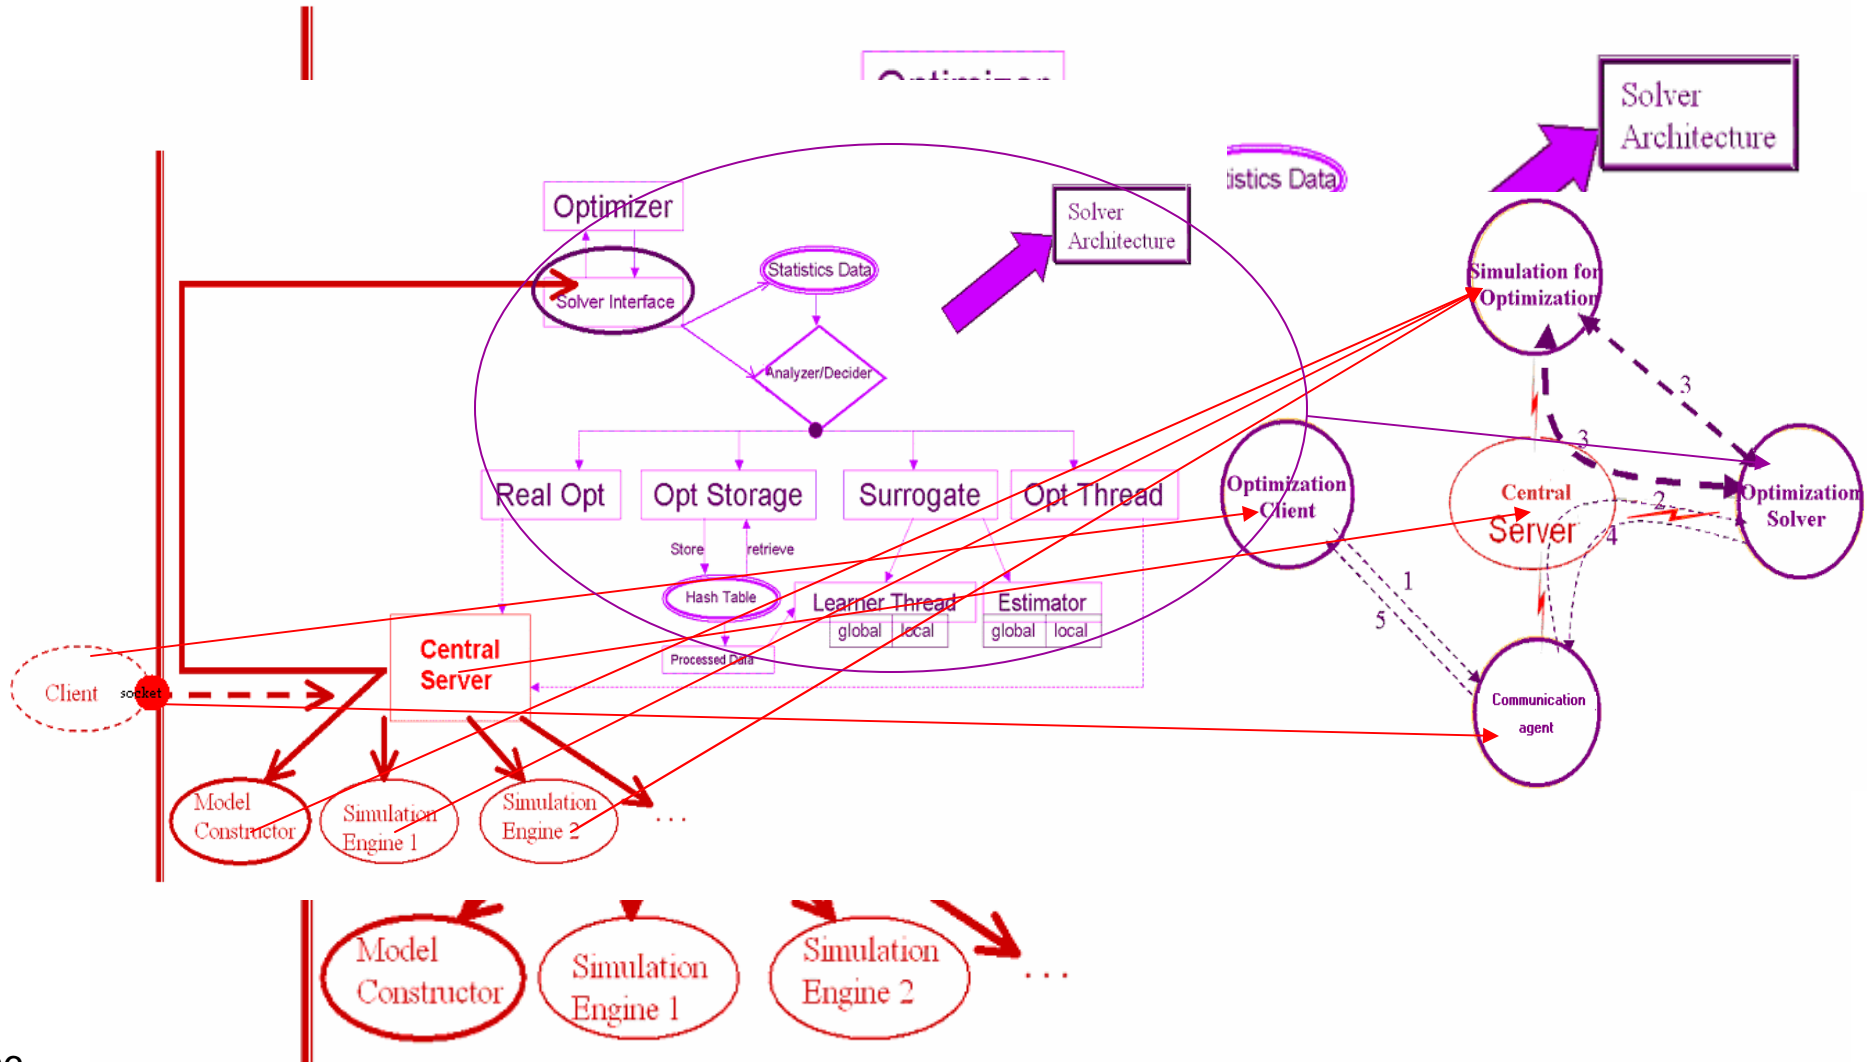 Solver
Architecture
Optimizer
Solver
Architecture
Statistics Data
Solver Interface
Analyzer/Decider
Simulation for
Optimization
3
3
Real Opt
Opt Storage
Surrogate
Opt Thread
Optimization
Client
Central
Server
2
4
Optimization
Solver
Store
retrieve
Hash Table
Learner Thread
global
local
Estimator
global
local
Processed Data
1
5
Central
Server
Client
socket
Communication
agent
Model
Constructor
Simulation
Engine 1
Simulation
Engine 2
. . .
Model
Constructor
Simulation
Engine 1
Simulation
Engine 2
. . .